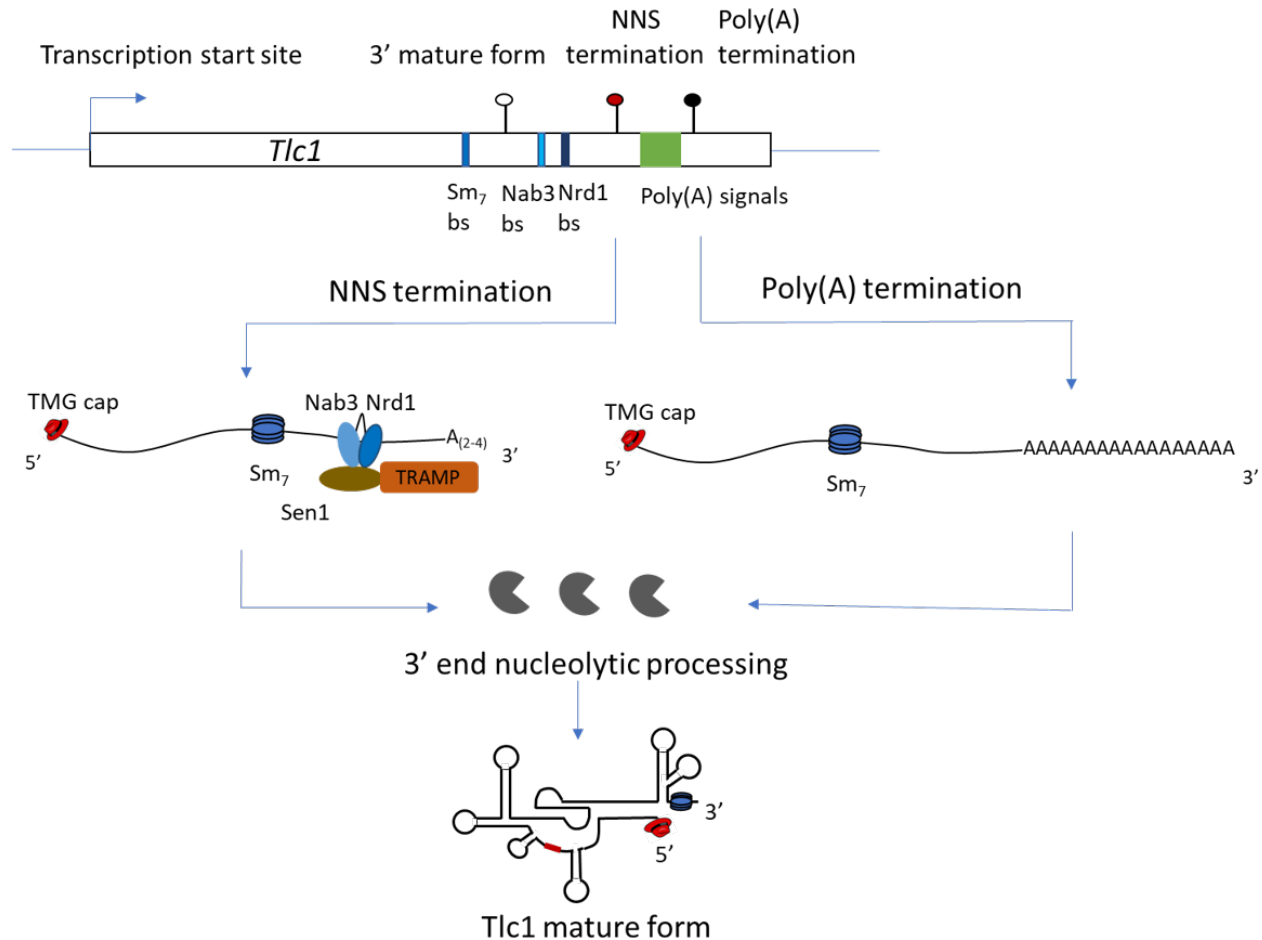 NNS Poly(A)
Transcription start site 3’ mature form termination termination
Tlc1
Sm7 Nab3 Nrd1 Poly(A) signals
bs bs bs
NNS termination Poly(A) termination
TMG cap Nab3 Nrd1 TMG cap
A(2-4) AAAAAAAAAAAAAAAAA
5’ 3’ 5’ 3’
Sm7 TRAMP Sm7
Sen1
3’ end nucleolytic processing
3’
5’
Tlc1 mature form